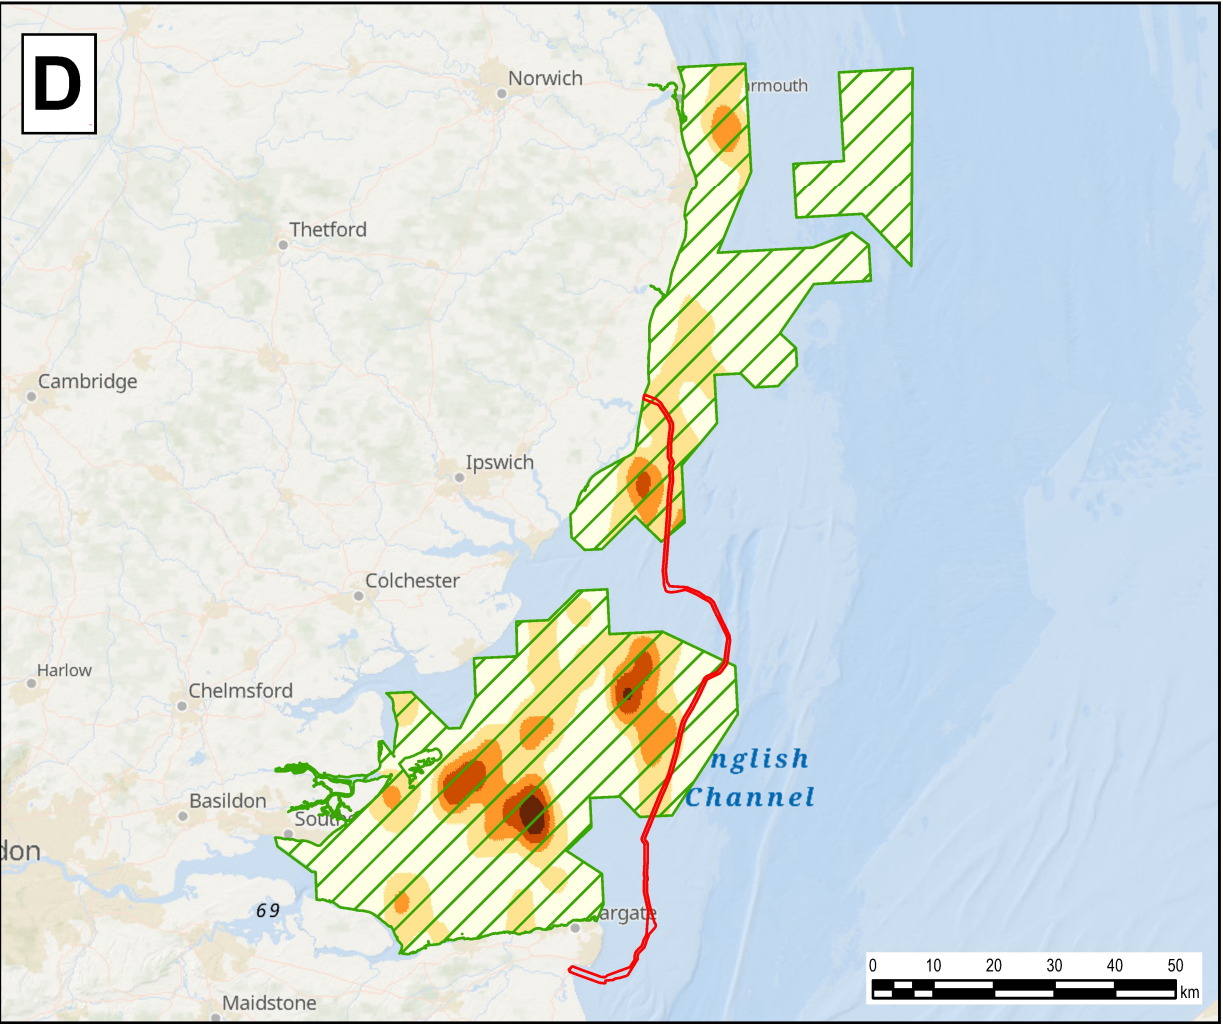 D
Norwich
armouth
Thetford
Cambridge
Ipswich
Colchester
Harlow
Chelmsford
nglish
Channel
Basildon
South
don
69
argate
Maidstone
0 10 20 30 40 50
km